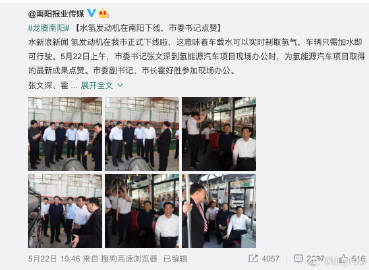 @南阳报业传媒
#龙腾南阳# 【水氢发动机在南阳下线，市委书记点赞】
水新浪新闻 氢发动机在我市正式下线啦，这意味着车载水可以实时制取氢气，车辆只需加水即
可行驶。5月22日上午，市委书记张文深到氢能源汽车项目现场办公时，为氢能源汽车项目取得
的最新成果点赞。市委副书记、市长霍好胜参加现场办公。
张文深、霍 ... 展开全文
5月22日 19:46 来自 搜狗高速浏览器 已编辑
4057
2237
516